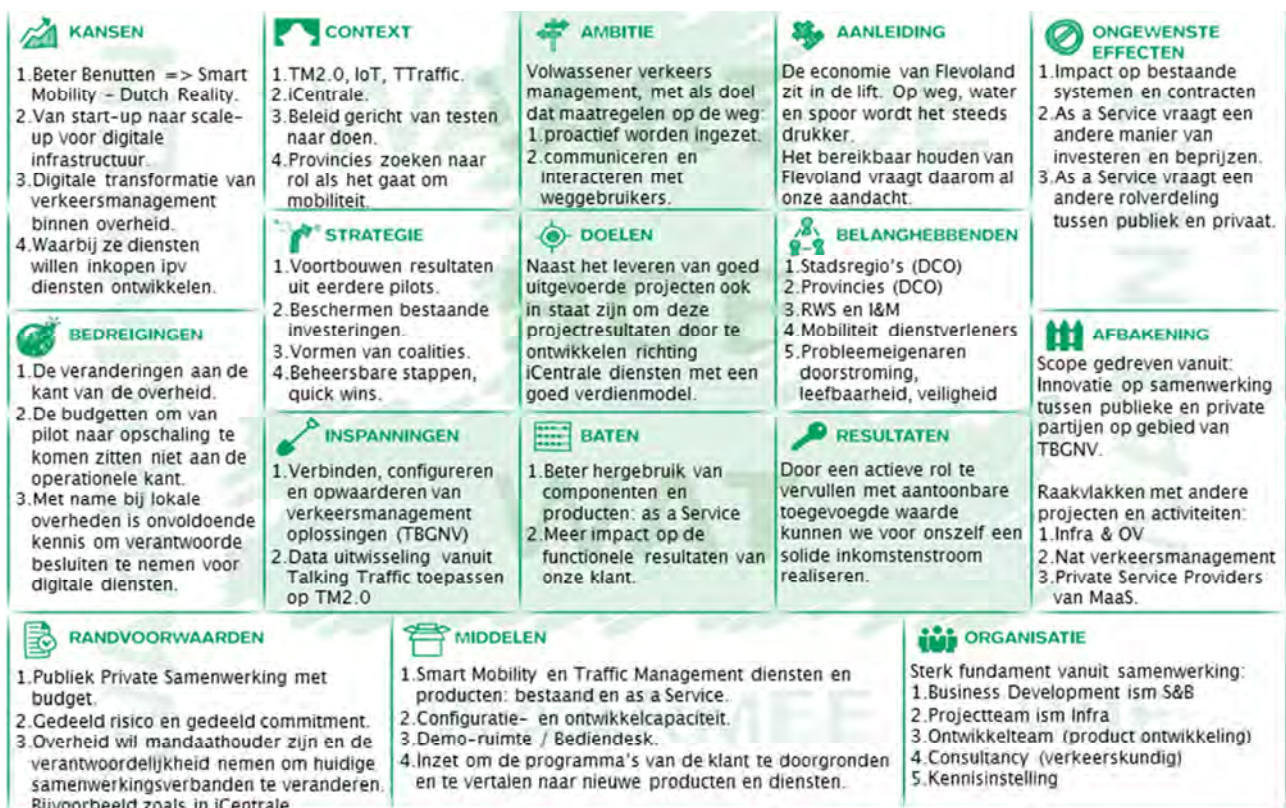 KANSEN
1.Beter Benutten => Smart
Mobility – Dutch Reality.
2.Van start-up naar scale-
up voor digitale
infrastructuur.
3.Digitale transformatie van
verkeersmanagement
binnen overheid.
4.Waarbij ze diensten
willen inkopen ipv
diensten ontwikkelen.
CONTEXT
1.TM2.0, IoT, TTraffic.
2.iCentrale.
3.Beleid gericht van testen
naar doen.
4.Provincies zoeken naar
rol als het gaat om
mobiliteit.
AMBITIE
Volwassener verkeers
management, met als doel
dat maatregelen op de weg:
1.proactief worden ingezet.
2.communiceren en
interacteren met
weggebruikers.
AANLEIDING
De economie van Flevoland
zit in de lift. Op weg, water
en spoor wordt het steeds
drukker.
Het bereikbaar houden van
Flevoland vraagt daarom al
onze aandacht.
ONGEWENSTE
EFFECTEN
1.Impact op bestaande
systemen en contracten
2.As a Service vraagt een
andere manier van
investeren en beprijzen.
3.As a Service vraagt een
andere rolverdeling
tussen publiek en privaat.
STRATEGIE
1.Voortbouwen resultaten
uit eerdere pilots.
2.Beschermen bestaande
investeringen.
3.Vormen van coalities.
4.Beheersbare stappen,
quick wins.
DOELEN
Naast het leveren van goed
uitgevoerde projecten ook
in staat zijn om deze
projectresultaten door te
ontwikkelen richting
iCentrale diensten met een
goed verdienmodel.
BELANGHEBBENDEN
1.Stadsregio's (DCO)
2.Provincies (DCO)
3.RWS en I&M
4.Mobiliteit dienstverleners
5.Probleemeigenaren
doorstroming,
leefbaarheid, veiligheid
BEDREIGINGEN
1.De veranderingen aan de
kant van de overheid.
2.De budgetten om van
pilot naar opschaling te
komen zitten niet aan de
operationele kant.
3.Met name bij lokale
overheden is onvoldoende
kennis om verantwoorde
besluiten te nemen voor
digitale diensten.
AFBAKENING
Scope gedreven vanuit:
Innovatie op samenwerking
tussen publieke en private
partijen op gebied van
TBGNV.
Raakvlakken met andere
projecten en activiteiten:
1.Infra & OV
2.Nat verkeersmanagement
3.Private Service Providers
van MaaS.
INSPANNINGEN
1.Verbinden, configureren
en opwaarderen van
verkeersmanagement
oplossingen (TBGNV)
2.Data uitwisseling vanuit
Talking Traffic toepassen
op TM2.0
BATEN
1.Beter hergebruik van
componenten en
producten: as a Service
2.Meer impact op de
functionele resultaten van
onze klant.
RESULTATEN
Door een actieve rol te
vervullen met aantoonbare
toegevoegde waarde
kunnen we voor onszelf een
solide inkomstenstroom
realiseren.
RANDVOORWAARDEN
1.Publiek Private Samenwerking met
budget.
2.Gedeeld risico en gedeeld commitment.
3.Overheid wil mandaathouder zijn en de
verantwoordelijkheid nemen om huidige
samenwerkingsverbanden te veranderen.
Bijvoorbeeld zoals in iCentrale
MIDDELEN
1.Smart Mobility en Traffic Management diensten en
producten: bestaand en as a Service.
2.Configuratie- en ontwikkelcapaciteit.
3.Demo-ruimte / Bediendesk.
4.Inzet om de programma's van de klant te doorgronden
en te vertalen naar nieuwe producten en diensten.
ORGANISATIE
Sterk fundament vanuit samenwerking:
1.Business Development ism S&B
2.Projectteam ism Infra
3.Ontwikkelteam (product ontwikkeling)
4.Consultancy (verkeerskundig)
5.Kennisinstelling